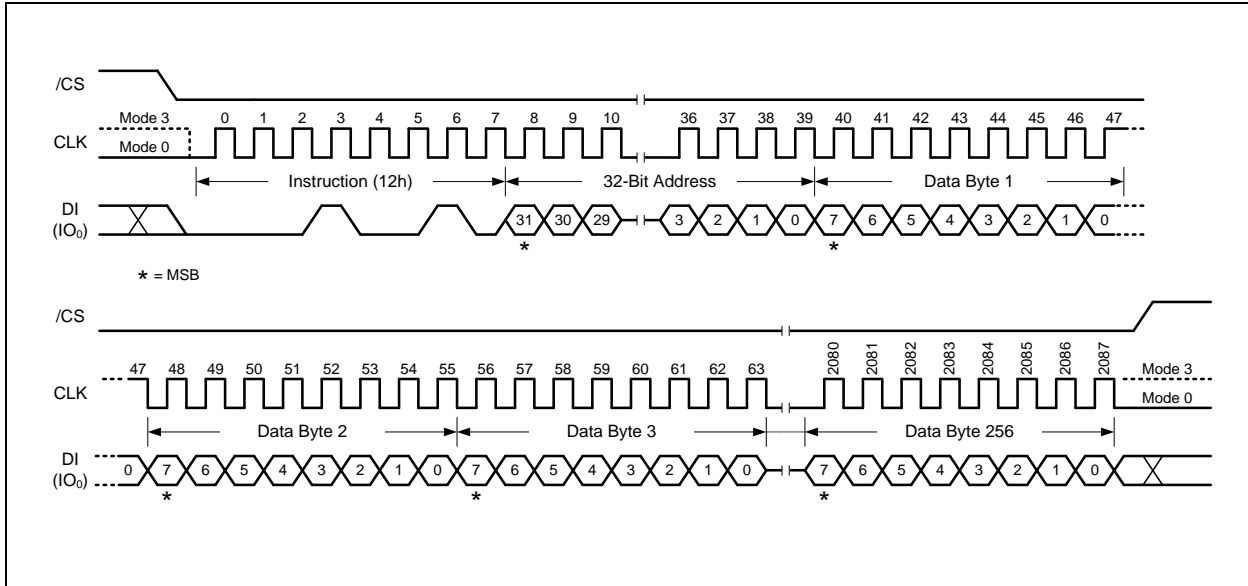 /CS
Mode 3 0 1 2 3 4 5 6 7 8 9 10 36 37 38 39 40 41 42 43 44 45 46 47
CLK Mode 0
Instruction (12h) 32-Bit Address Data Byte 1
DI (IO₀) 31 30 29 3 2 1 0 7 6 5 4 3 2 1 0
* *
* = MSB
/CS
47 48 49 50 51 52 53 54 55 56 57 58 59 60 61 62 63 2080 2081 2082 2083 2084 2085 2086 2087 Mode 3
CLK Mode 0
Data Byte 2 Data Byte 3 Data Byte 256
DI (IO₀) 0 7 6 5 4 3 2 1 0 7 6 5 4 3 2 1 0 7 6 5 4 3 2 1 0
* * *